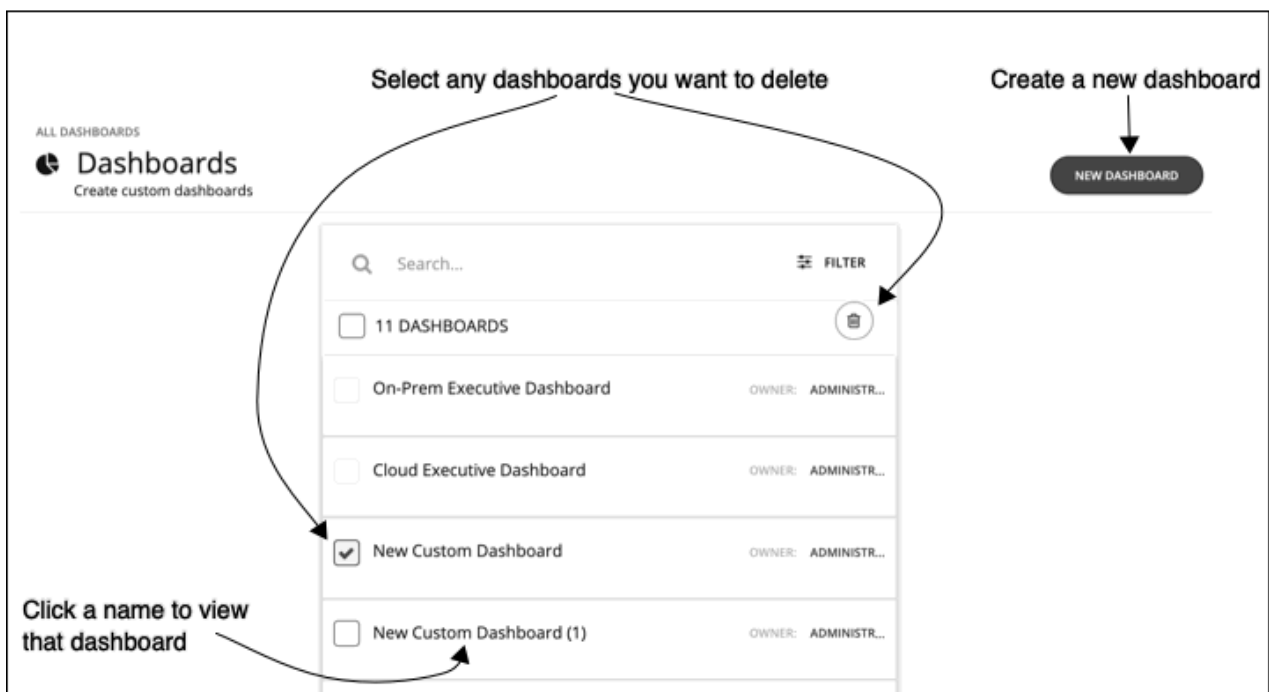 Select any dashboards you want to delete
Create a new dashboard
ALL DASHBOARDS
Dashboards
Create custom dashboards
NEW DASHBOARD
Search...
FILTER
11 DASHBOARDS
On-Prem Executive Dashboard OWNER: ADMINISTR...
Cloud Executive Dashboard OWNER: ADMINISTR...
New Custom Dashboard OWNER: ADMINISTR...
Click a name to view
that dashboard
New Custom Dashboard (1) OWNER: ADMINISTR...